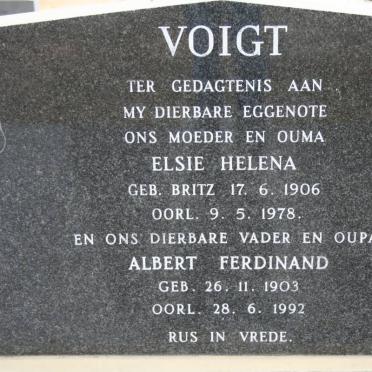 VOIGT
TER GEDAGTENIS AAN
MY DIERBARE EGGENOTE
ONS MOEDER EN OUMA
ELSIE HELENA
GEB. BRITZ 17. 6. 1906
OORL. 9. 5. 1978.
EN ONS DIERBARE VADER EN OUPA
ALBERT FERDINAND
GEB. 26. 11. 1903
OORL. 28. 6. 1992
RUS IN VREDE.